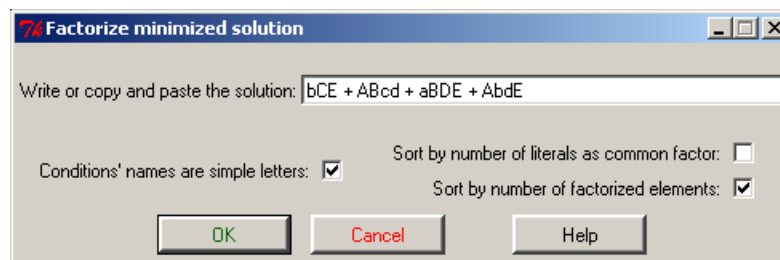 Factorize minimized solution
Write or copy and paste the solution: bCE + ABcd + aBDE + AbdE
Sort by number of literals as common factor:
Conditions' names are simple letters:
Sort by number of factorized elements:
OK Cancel Help